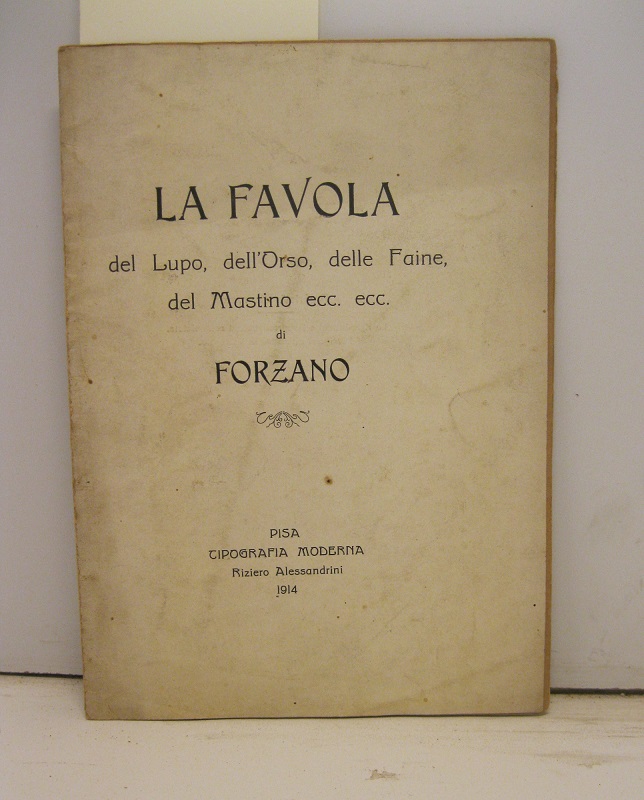 LA FAVOLA
del Lupo, dell'Orso, delle Faine,
del Mastino ecc. ecc.
di
FORZANO
PISA
TIPOGRAFIA MODERNA
Riziero Alessandrini
1914